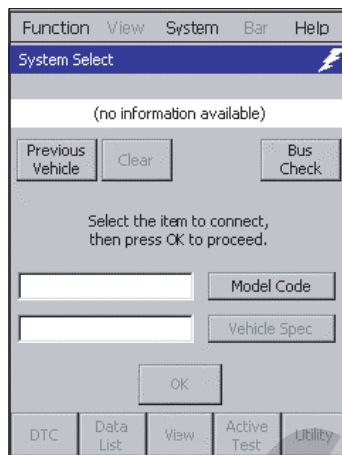 Function View System Bar Help
System Select
(no information available)
Previous Vehicle Clear Bus Check
Select the item to connect,
then press OK to proceed.
Model Code
Vehicle Spec
OK
DTC Data List View Active Test Utility